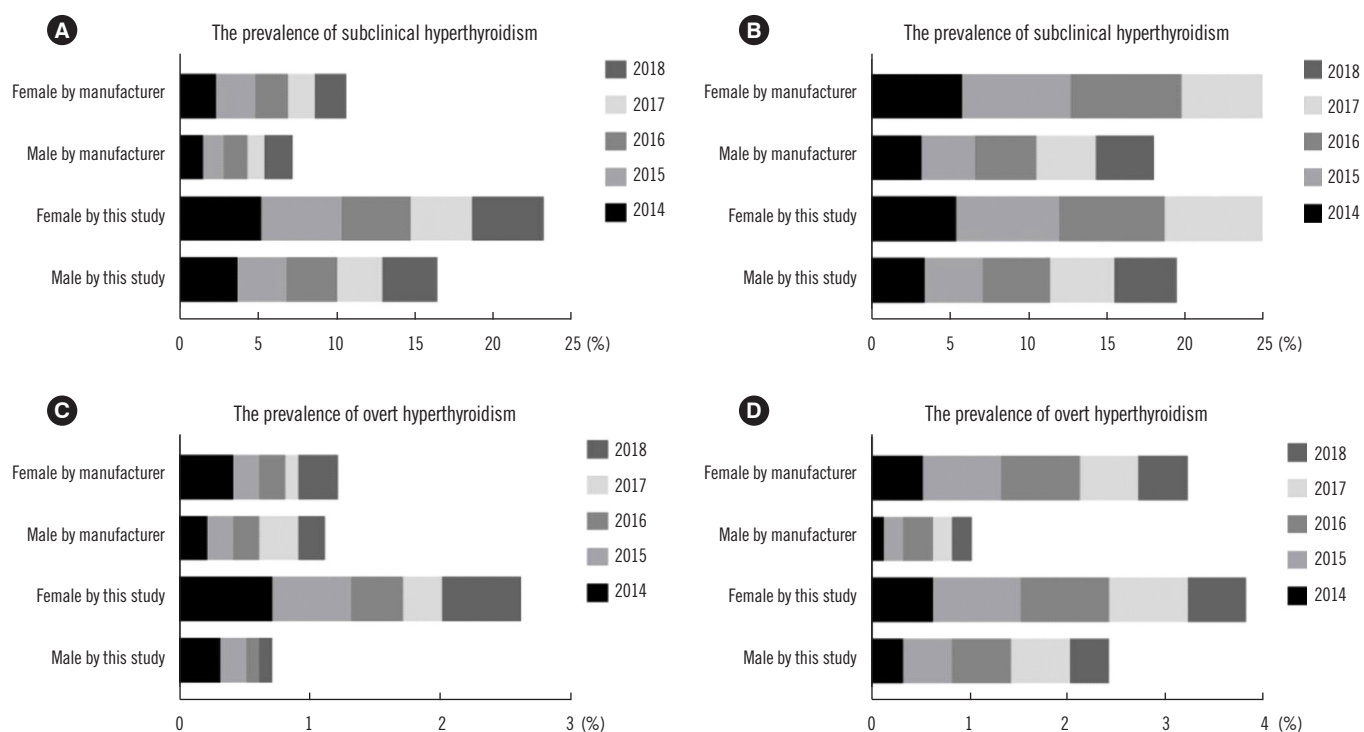 A
The prevalence of subclinical hyperthyroidism
Female by manufacturer
Male by manufacturer
Female by this study
Male by this study
0 5 10 15 20 25 (%)
2018
2017
2016
2015
2014
B
The prevalence of subclinical hyperthyroidism
Female by manufacturer
Male by manufacturer
Female by this study
Male by this study
0 5 10 15 20 25 (%)
2018
2017
2016
2015
2014
C
The prevalence of overt hyperthyroidism
Female by manufacturer
Male by manufacturer
Female by this study
Male by this study
0 1 2 3 (%)
2018
2017
2016
2015
2014
D
The prevalence of overt hyperthyroidism
Female by manufacturer
Male by manufacturer
Female by this study
Male by this study
0 1 2 3 4 (%)
2018
2017
2016
2015
2014